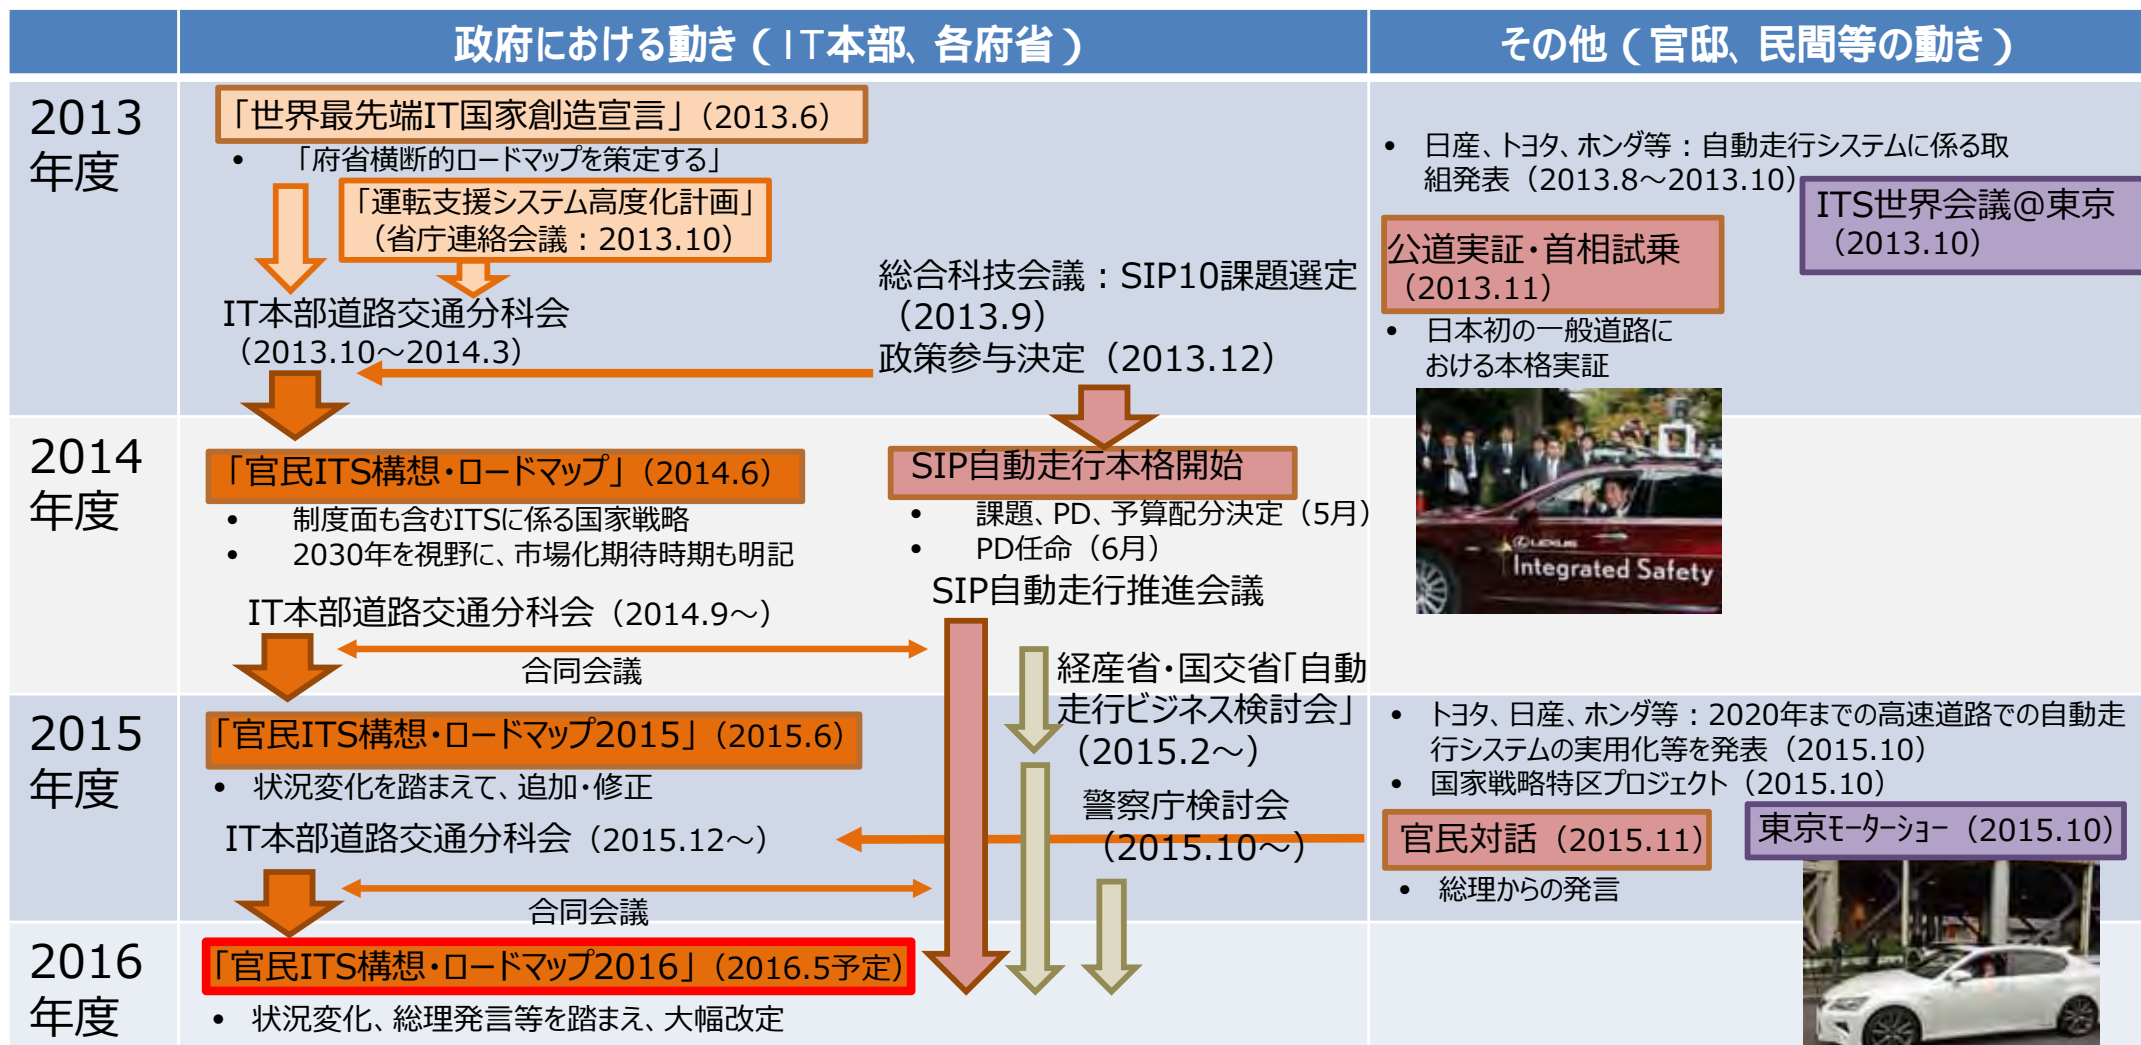 政府における動き（IT本部、各府省）
その他（官邸、民間等の動き）
2013
年度
「世界最先端IT国家創造宣言」（2013.6）
• 「府省横断的ロードマップを策定する」
「運転支援システム高度化計画」
（省庁連絡会議：2013.10）
IT本部道路交通分科会
（2013.10～2014.3）
総合科技会議：SIP10課題選定
（2013.9）
政策参与決定（2013.12）
• 日産、トヨタ、ホンダ等：自動走行システムに係る取
組発表（2013.8～2013.10）
ITS世界会議@東京
（2013.10）
公道実証・首相試乗
（2013.11）
• 日本初の一般道路に
おける本格実証
2014
年度
「官民ITS構想・ロードマップ」（2014.6）
• 制度面も含むITSに係る国家戦略
• 2030年を視野に、市場化期待時期も明記
IT本部道路交通分科会（2014.9～）
合同会議
SIP自動走行本格開始
• 課題、PD、予算配分決定（5月）
• PD任命（6月）
SIP自動走行推進会議
経産省・国交省「自動
走行ビジネス検討会」
（2015.2～）
LEXUS
Integrated Safety
2015
年度
「官民ITS構想・ロードマップ2015」（2015.6）
• 状況変化を踏まえて、追加・修正
IT本部道路交通分科会（2015.12～）
合同会議
警察庁検討会
（2015.10～）
• トヨタ、日産、ホンダ等：2020年までの高速道路での自動走
行システムの実用化等を発表（2015.10）
• 国家戦略特区プロジェクト（2015.10）
官民対話（2015.11）
東京モーターショー（2015.10）
• 総理からの発言
2016
年度
「官民ITS構想・ロードマップ2016」（2016.5予定）
• 状況変化、総理発言等を踏まえ、大幅改定